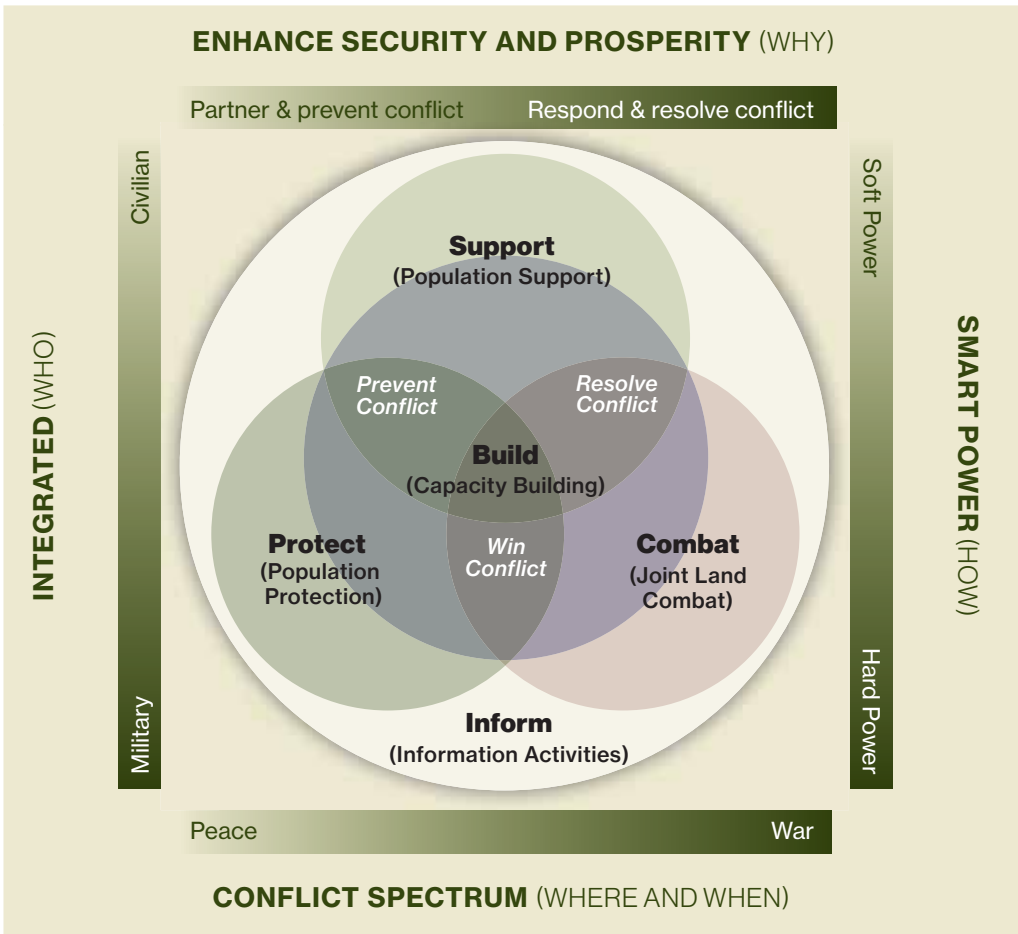 ENHANCE SECURITY AND PROSPERITY (WHY)
Partner & prevent conflict
Respond & resolve conflict
Civilian
Military
INTEGRATED (WHO)
Soft Power
Hard Power
SMART POWER (HOW)
Support
(Population Support)
Prevent
Conflict
Resolve
Conflict
Build
(Capacity Building)
Protect
(Population
Protection)
Win
Conflict
Combat
(Joint Land
Combat)
Inform
(Information Activities)
Peace
War
CONFLICT SPECTRUM (WHERE AND WHEN)